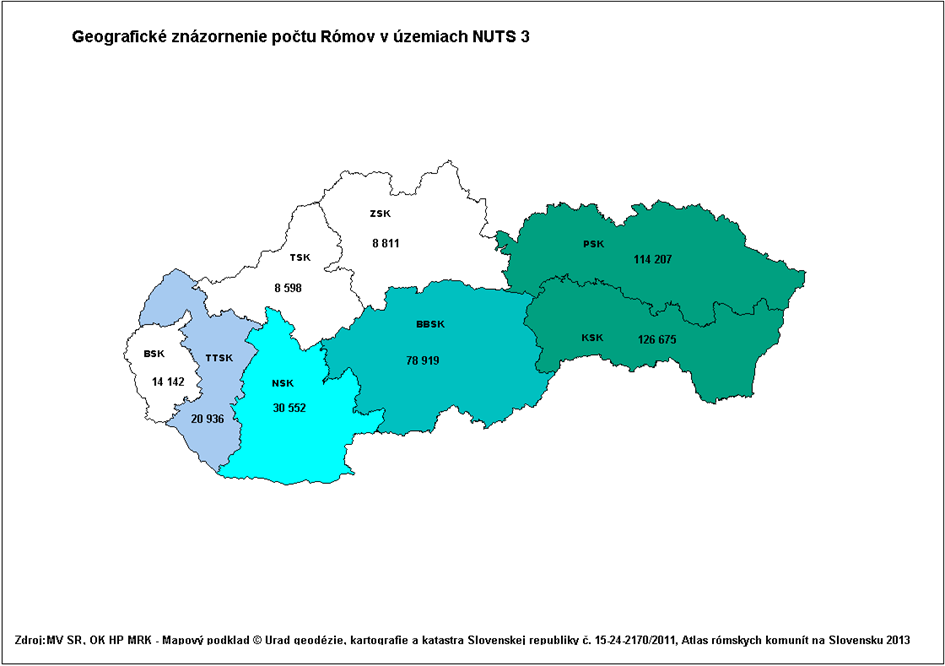 Geografické znázornenie počtu Rómov v územiach NUTS 3
ZSK
8 811
PSK
114 207
TSK
8 598
BBSK
78 919
KSK
126 675
BSK
14 142
TTSK
20 936
NSK
30 552
Zdroj:MV SR, OK HP MRK - Mapový podklad © Urad geodézie, kartografie a katastra Slovenskej republiky č. 15-24-2170/2011, Atlas rómskych komunít na Slovensku 2013